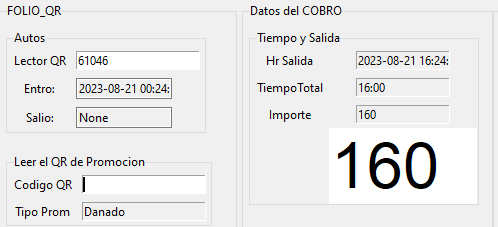 FOLIO_QR
Autos
Lector QR 61046
Entro: 2023-08-21 00:24:
Salio: None
Leer el QR de Promocion
Codigo QR
Tipo Prom Danado
Datos del COBRO
Tiempo y Salida
Hr Salida 2023-08-21 16:24:
TiempoTotal 16:00
Importe 160
160